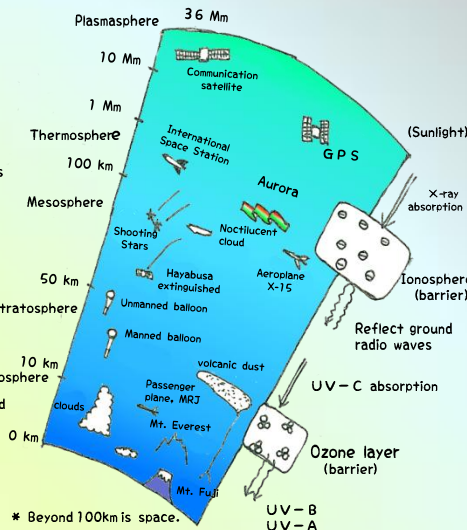 Plasmasphere
36 Mm
10 Mm
Communication
satellite
1 Mm
GPS
(Sunlight)
Thermosphere
International
Space Station
100 km
s
X-ray
absorption
Aurora
Mesosphere
Shooting
Stars
Noctilucent
cloud
Aeroplane
X-15
Hayabusa
extinguished
Ionosphere
(barrier)
50 km
Unmanned balloon
tratosphere
Reflect ground
radio waves
Manned balloon
10 km
osphere
volcanic dust
UV-C absorption
Passenger
plane, MRJ
d
clouds
Mt. Everest
0 km
Ozone layer
(barrier)
Mt. Fuji
UV-B
UV-A
* Beyond 100km is space.